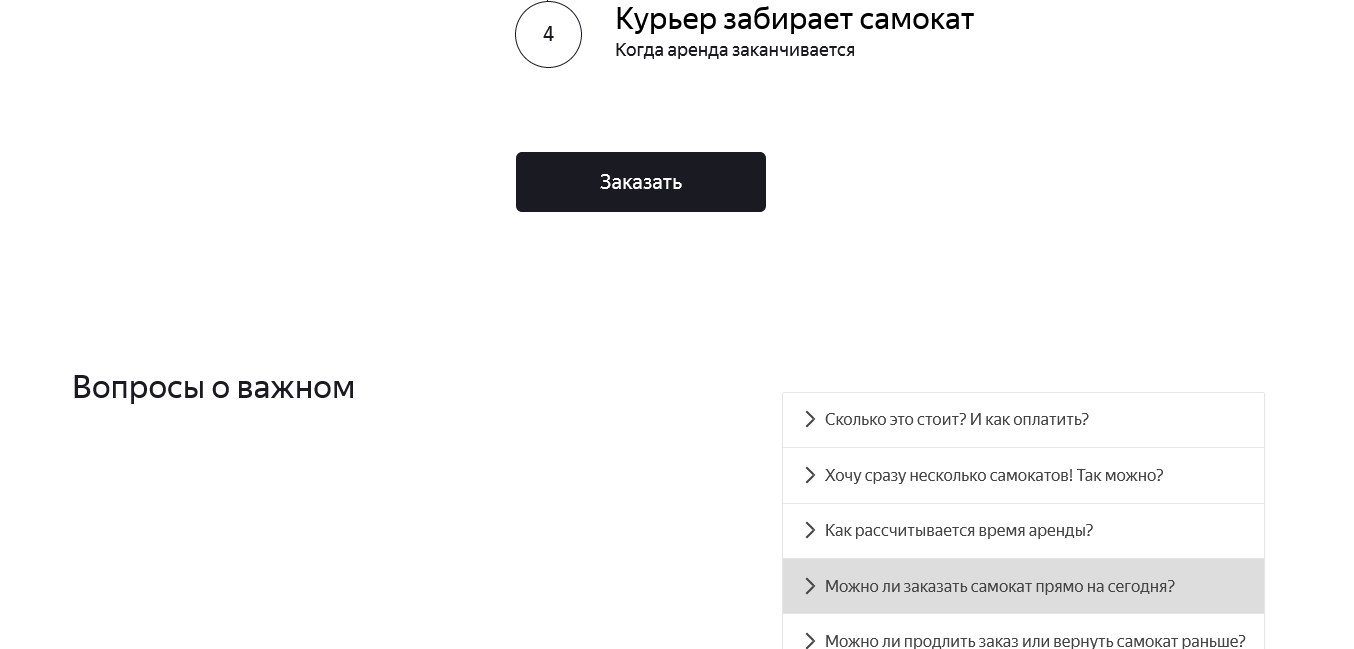 4
Курьер забирает самокат
Когда аренда заканчивается
Заказать
Вопросы о важном
Сколько это стоит? И как оплатить?
Хочу сразу несколько самокатов! Так можно?
Как рассчитывается время аренды?
Можно ли заказать самокат прямо на сегодня?
Можно ли продлить заказ или вернуть самокат раньше?